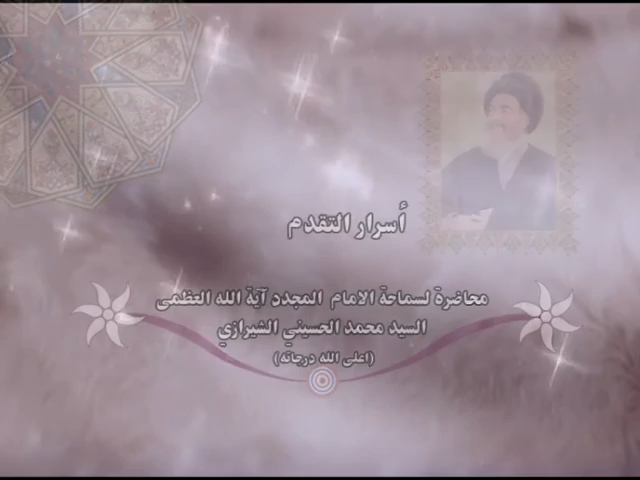 أسرار التقدم
محاضرة لسماحة الامام المجدد آية الله العظمى
السيد محمد الحسيني الشيرازي
(اعلى الله درجاته)